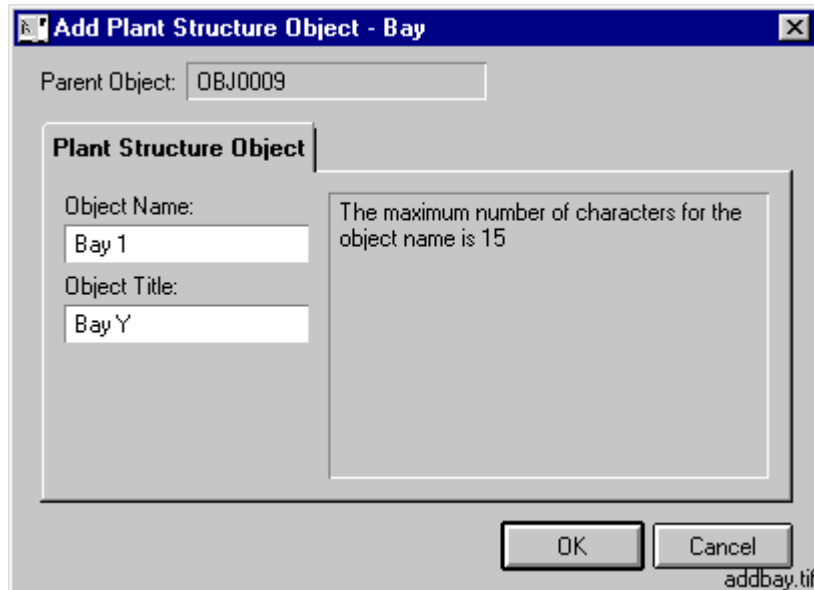 Add Plant Structure Object - Bay
Parent Object: OBJ0009
Plant Structure Object
Object Name:
Bay 1
Object Title:
Bay Y
The maximum number of characters for the
object name is 15
OK Cancel
addbay.tif